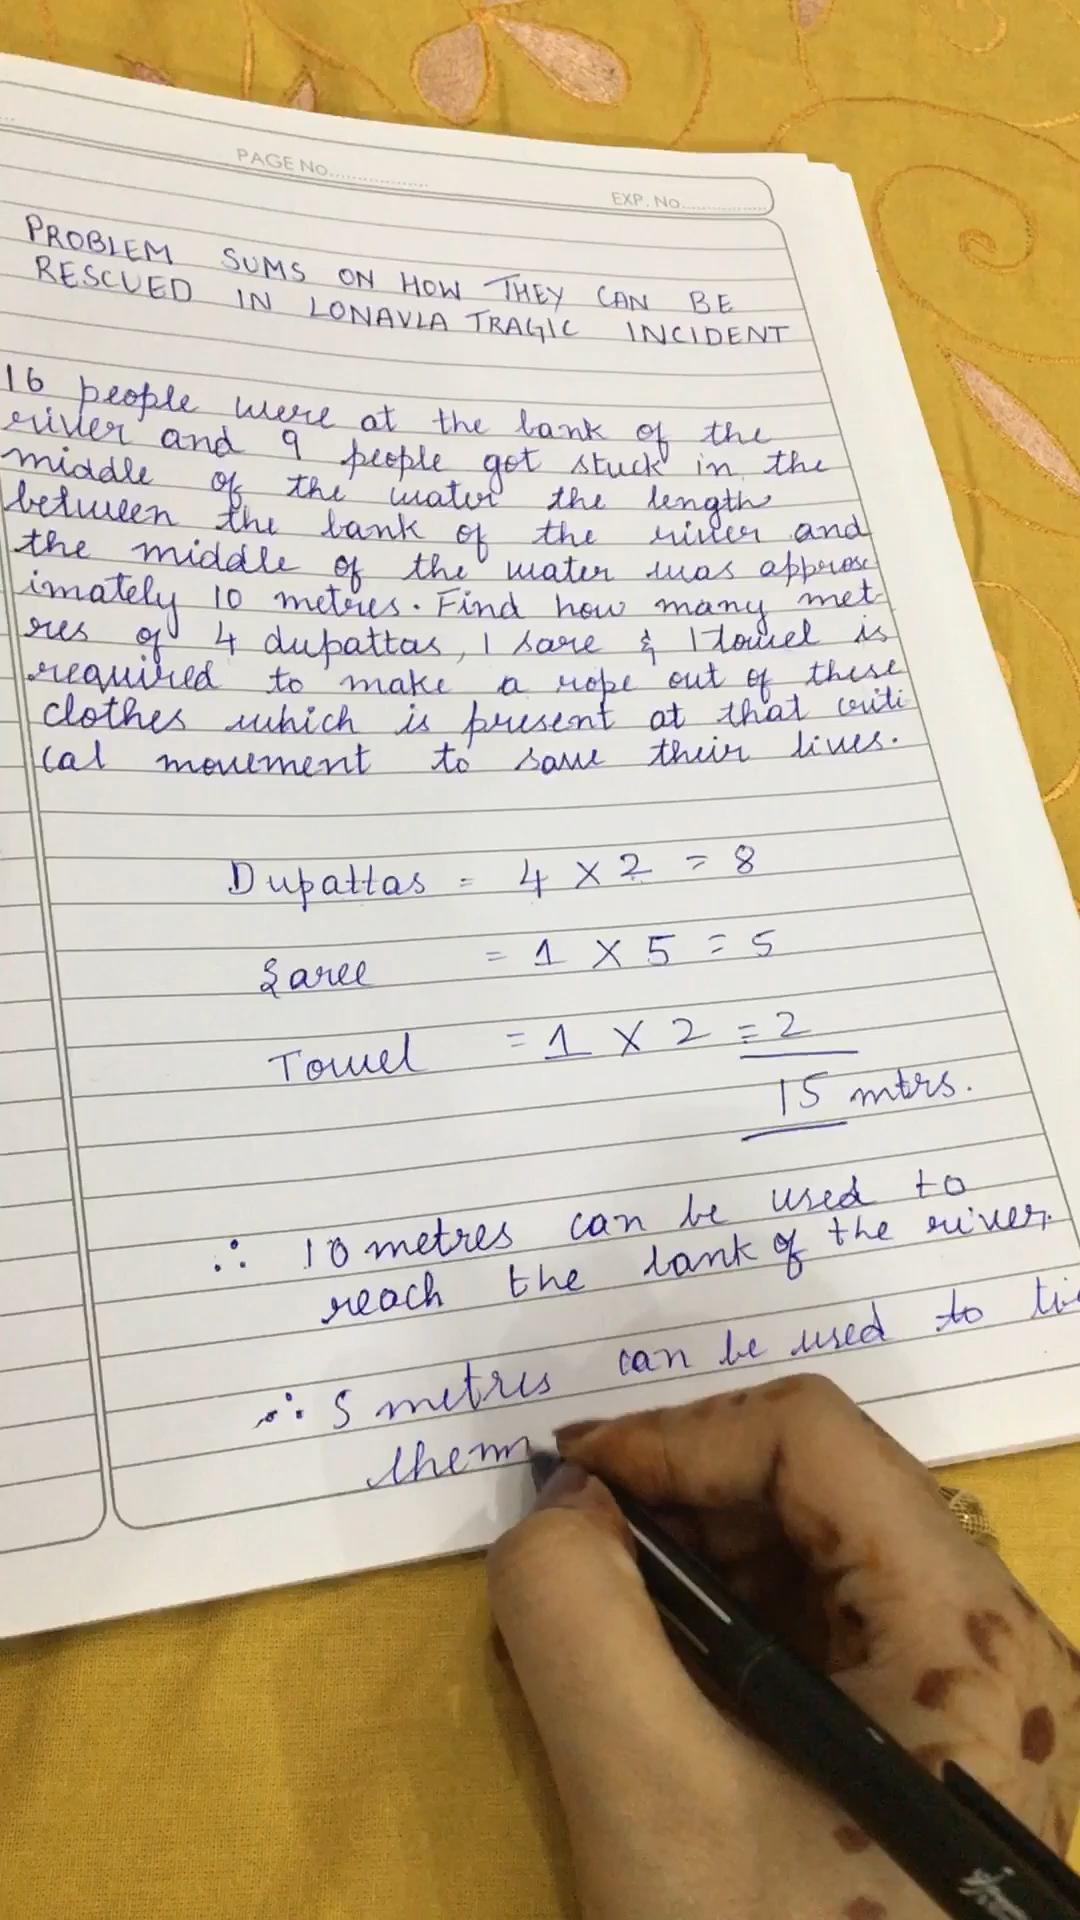 PAGE No.
EXP. No.
PROBLEM SUMS ON HOW THEY CAN BE
RESCUED IN LONAVLA TRAGIC INCIDENT
16 people were at the bank of the
river and 9 people got stuck in the
middle of the water the length
between the bank of the river and
the middle of the water was approx
imately 10 metres. Find how many met-
res of 4 dupattas, 1 sare & 1 towel is
required to make a rope out of these
clothes which is present at that criti
cal movement to save their lives.
Dupattas = 4 X 2 = 8
Saree = 1 X 5 = 5
Towel = 1 X 2 = 2
15 mtrs.
∴ 10 metres can be used to
reach the bank of the river.
∴ 5 metres can be used to
them